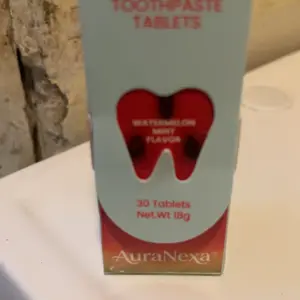 TOOTHPASTE
TABLETS
WATERMELON
MINT
FLAVOR
30 Tablets
Net.Wt 18g
AuraNexa®